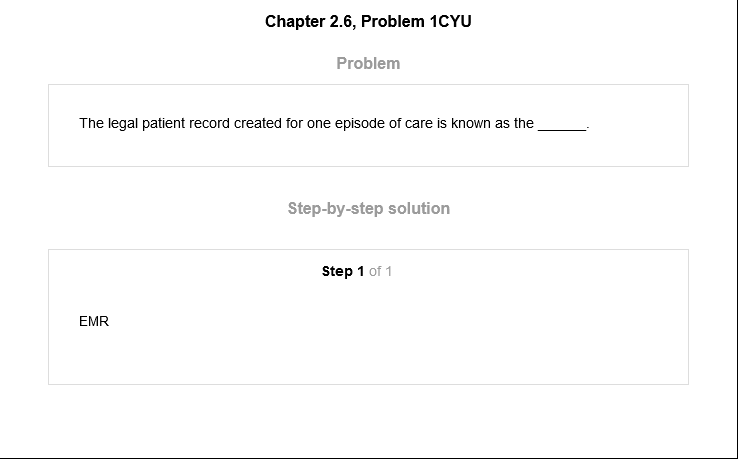 Chapter 2.6, Problem 1CYU
Problem
The legal patient record created for one episode of care is known as the ______.
Step-by-step solution
Step 1 of 1
EMR